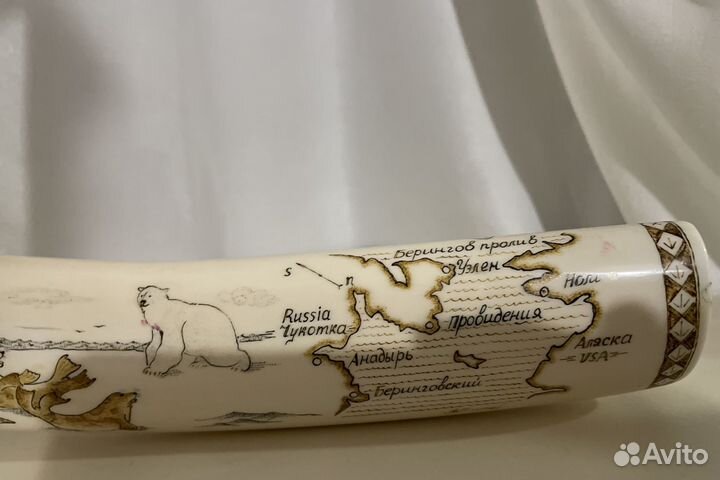 Берингов пролив
Уэлен
S n
Ном
Russia
Чукотка
Провидения
Анадырь
Аляска
USA
Беринговский
Avito